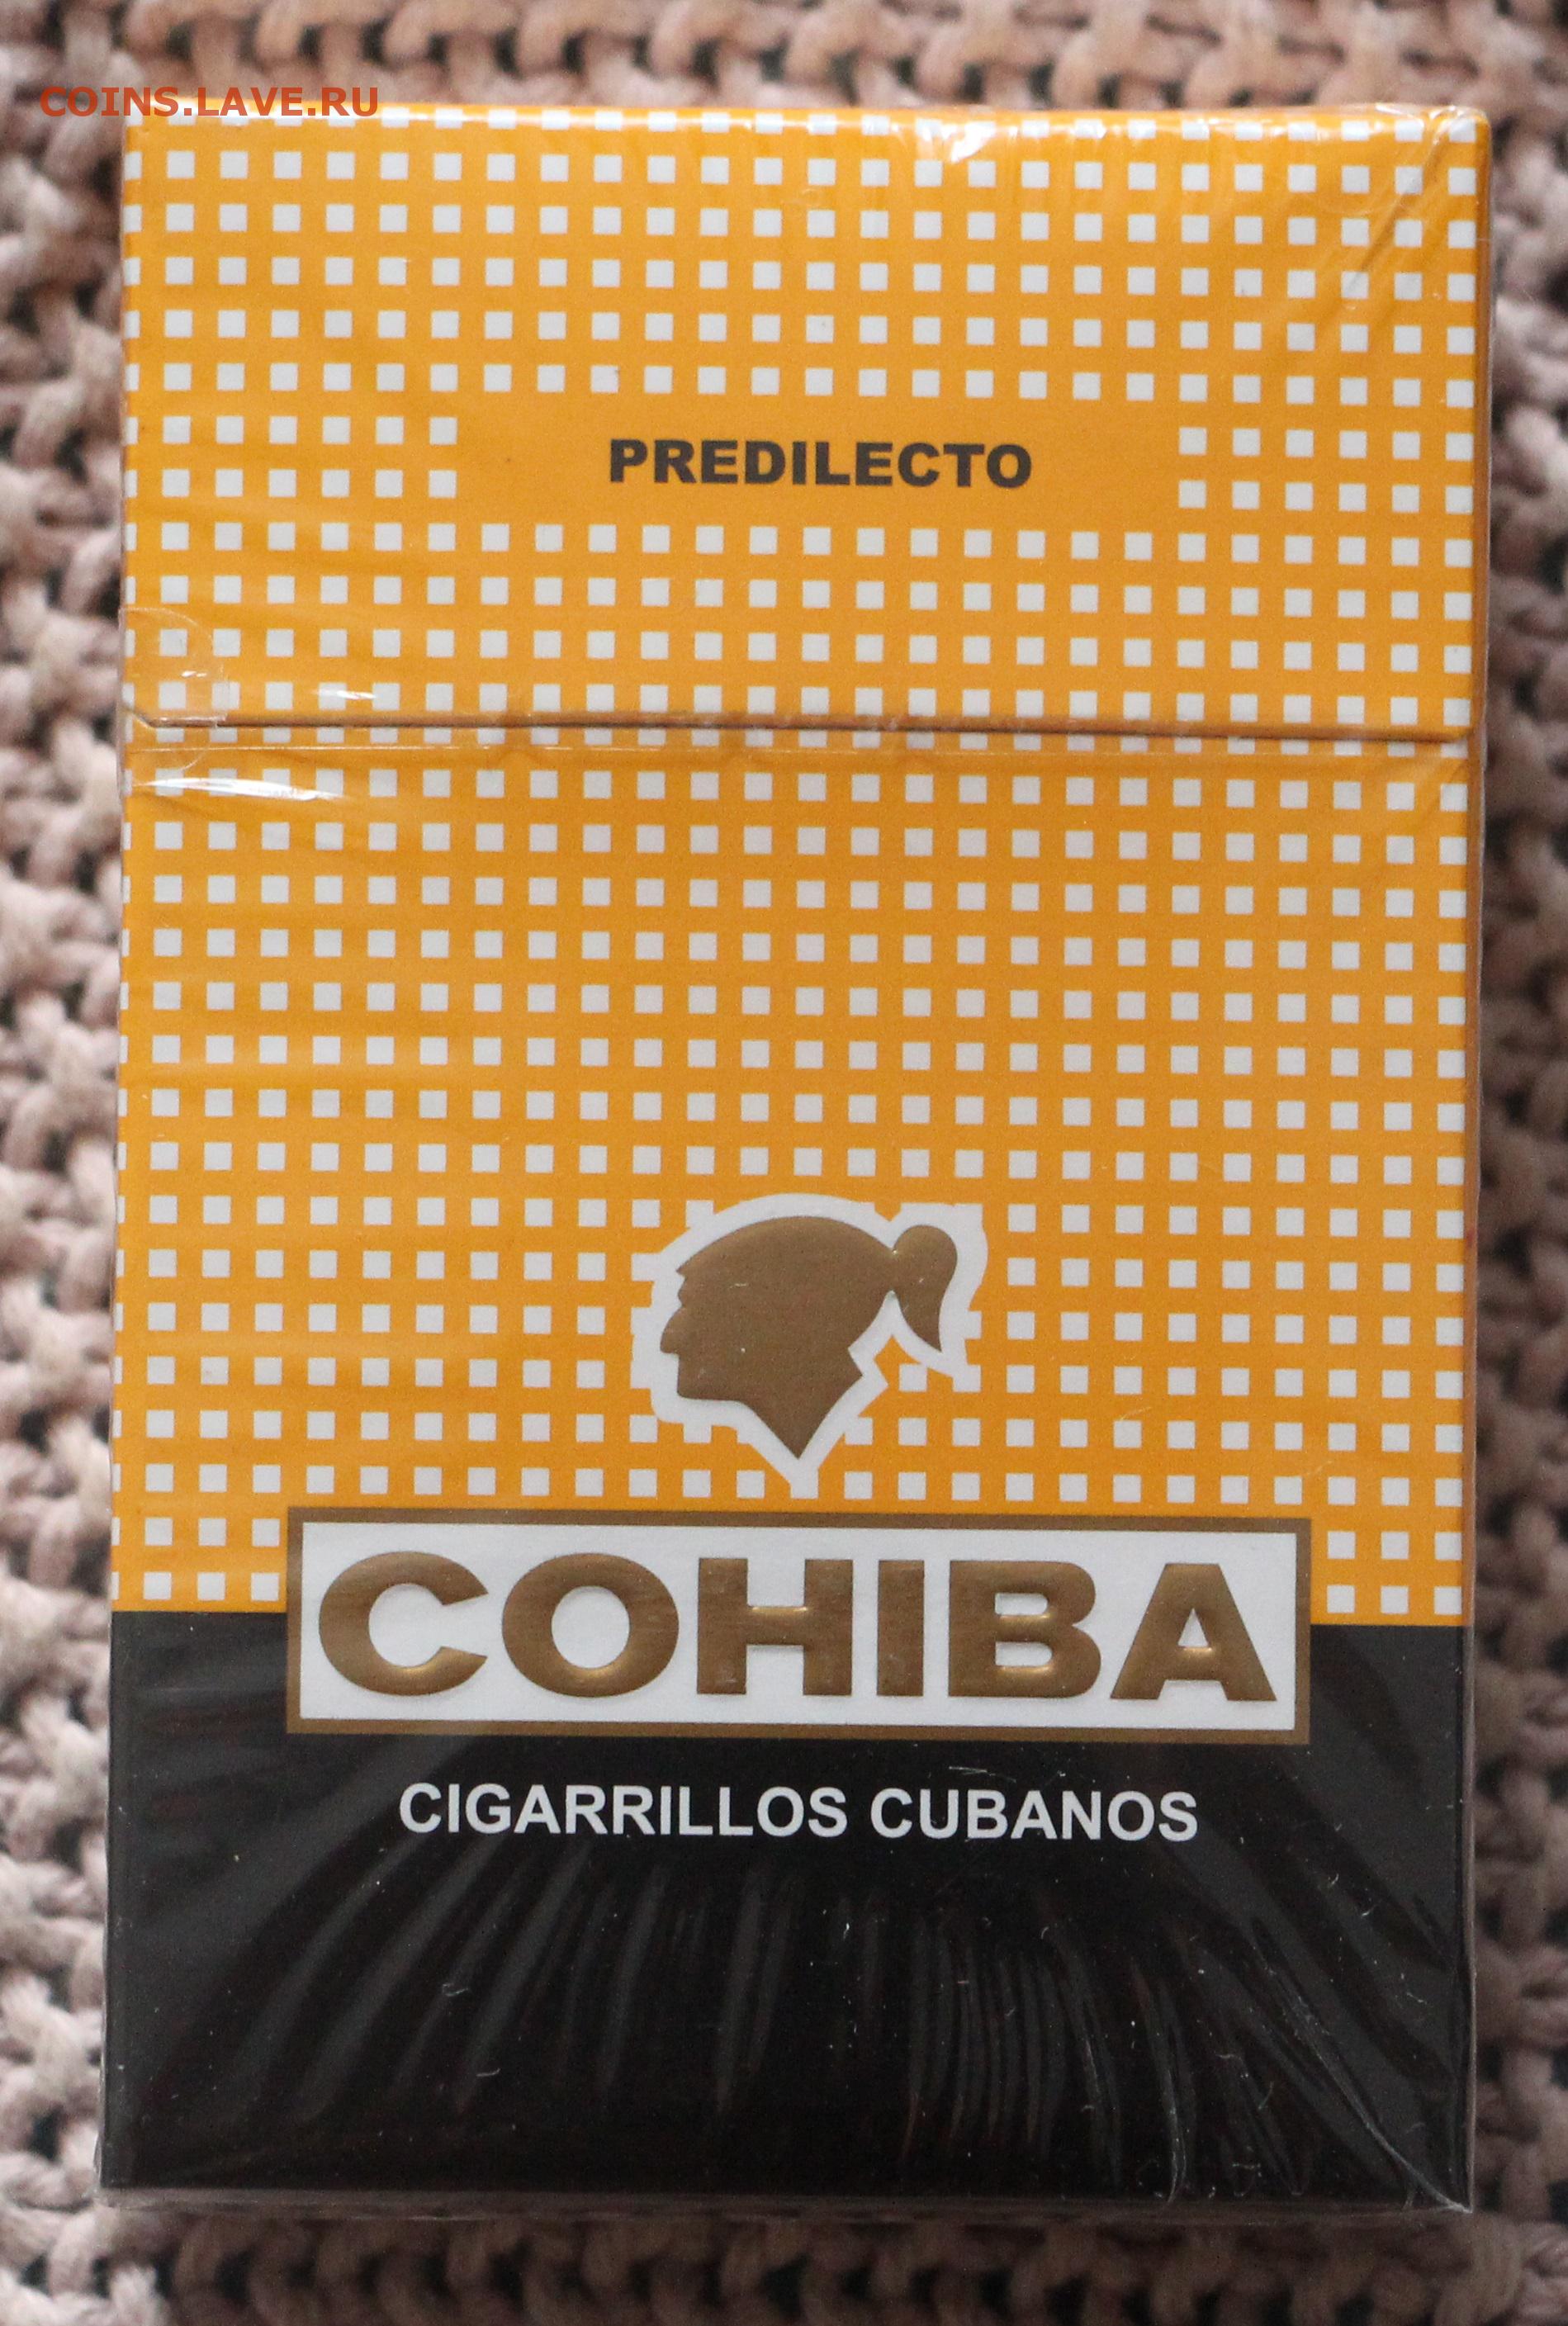 COINS.LAVE.RU
PREDILECTO
COHIBA
CIGARRILLOS CUBANOS